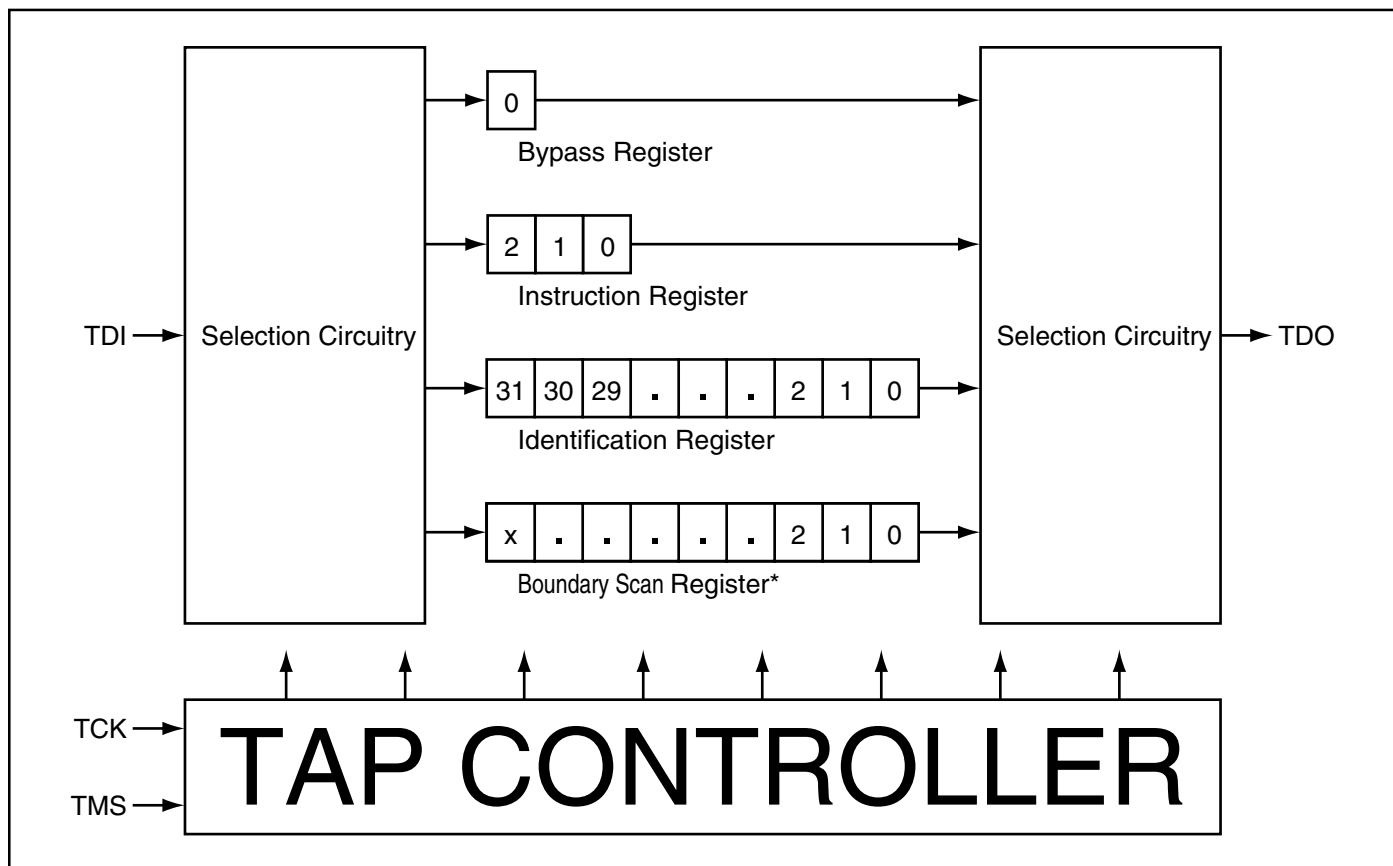 0
Bypass Register
2 1 0
Instruction Register
TDI
Selection Circuitry
Selection Circuitry
TDO
31 30 29 . . . 2 1 0
Identification Register
x . . . . . 2 1 0
Boundary Scan Register*
TCK
TAP CONTROLLER
TMS